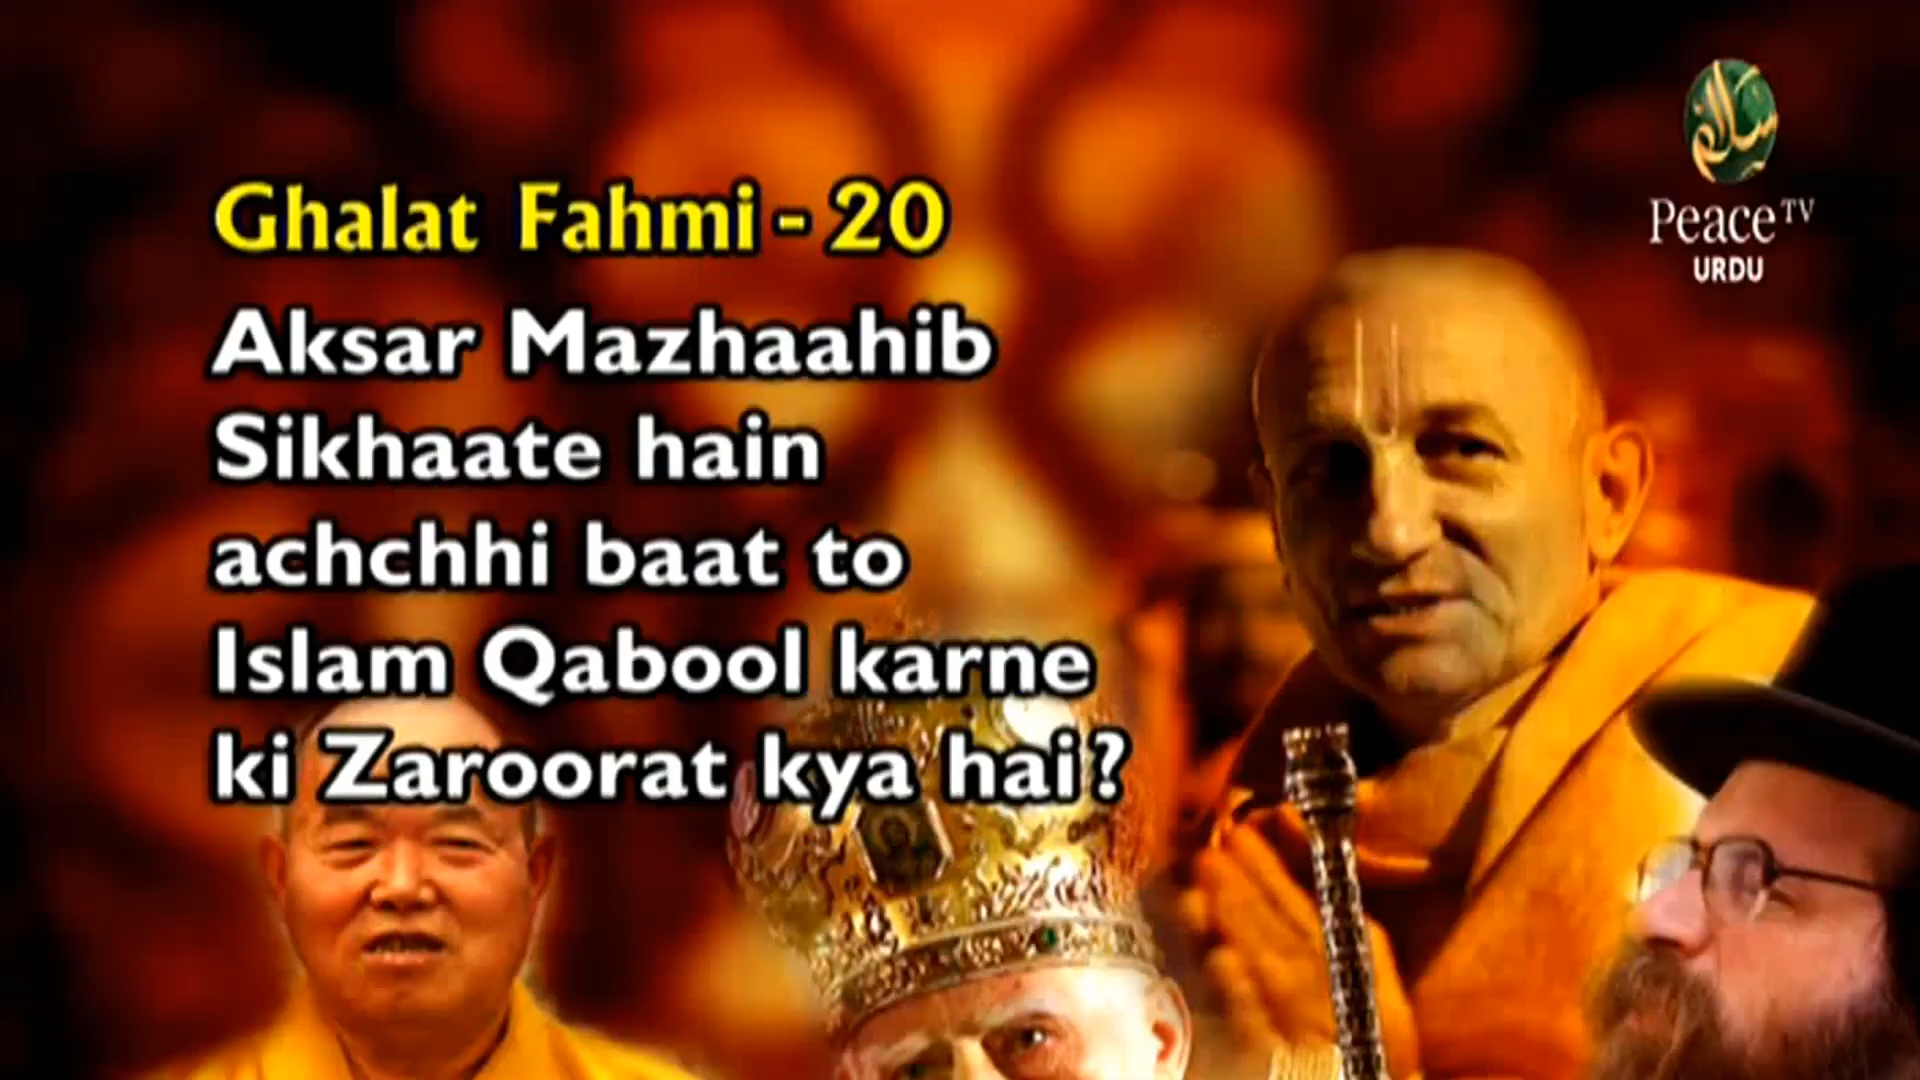 Ghalat Fahmi - 20
Aksar Mazhaahib
Sikhaate hain
achchhi baat to
Islam Qabool karne
ki Zaroorat kya hai?
سلام
Peace TV
URDU